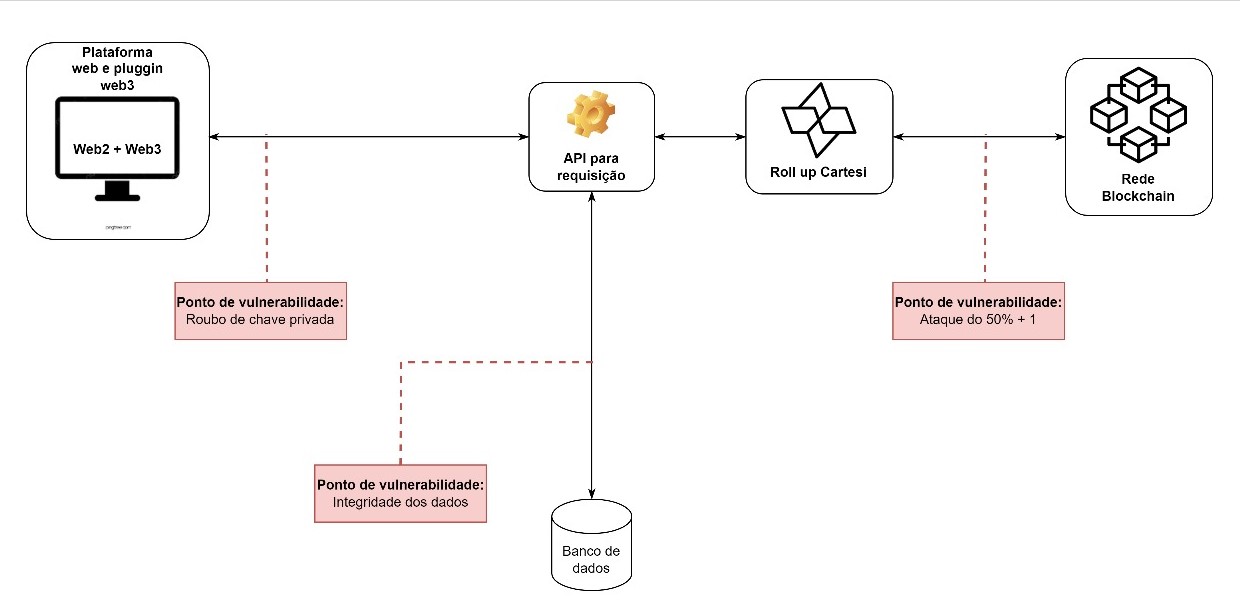 Plataforma
web e pluggin
web3
Web2 + Web3
API para
requisição
Roll up Cartesi
Rede
Blockchain
Ponto de vulnerabilidade:
Roubo de chave privada
Ponto de vulnerabilidade:
Ataque do 50% + 1
Ponto de vulnerabilidade:
Integridade dos dados
Banco de
dados